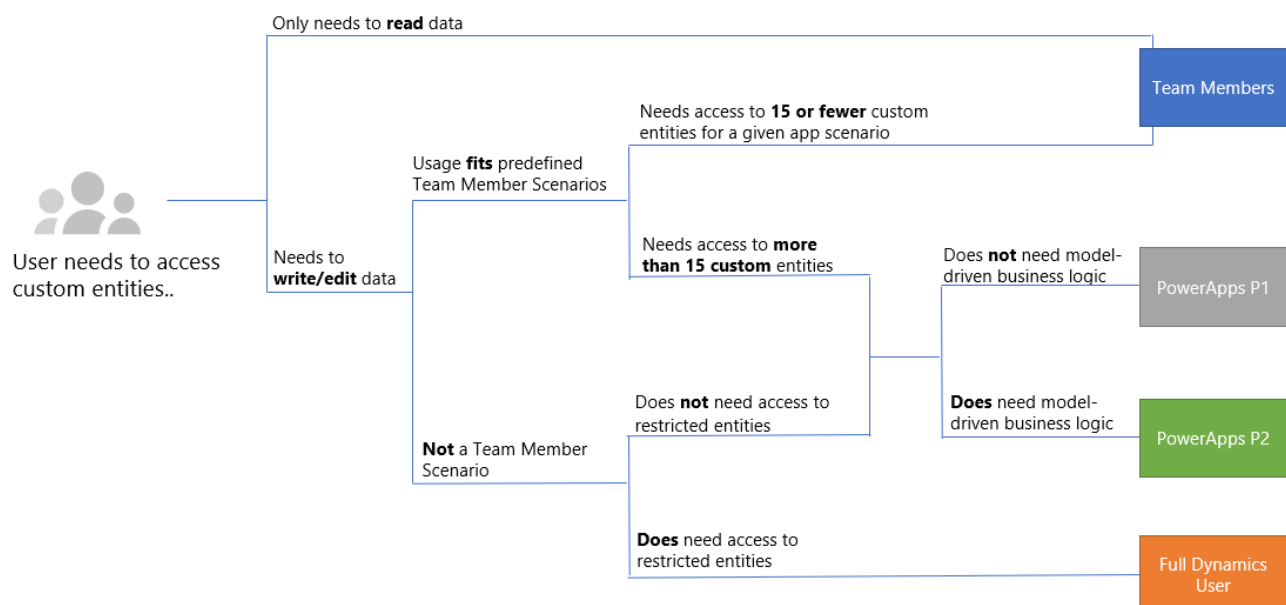 Only needs to read data
Team Members
Needs access to 15 or fewer custom
entities for a given app scenario
Usage fits predefined
Team Member Scenarios
User needs to access
custom entities..
Needs to
write/edit data
Needs access to more
than 15 custom entities
Does not need model-
driven business logic
PowerApps P1
Does not need access to
restricted entities
Does need model-
driven business logic
PowerApps P2
Not a Team Member
Scenario
Does need access to
restricted entities
Full Dynamics
User